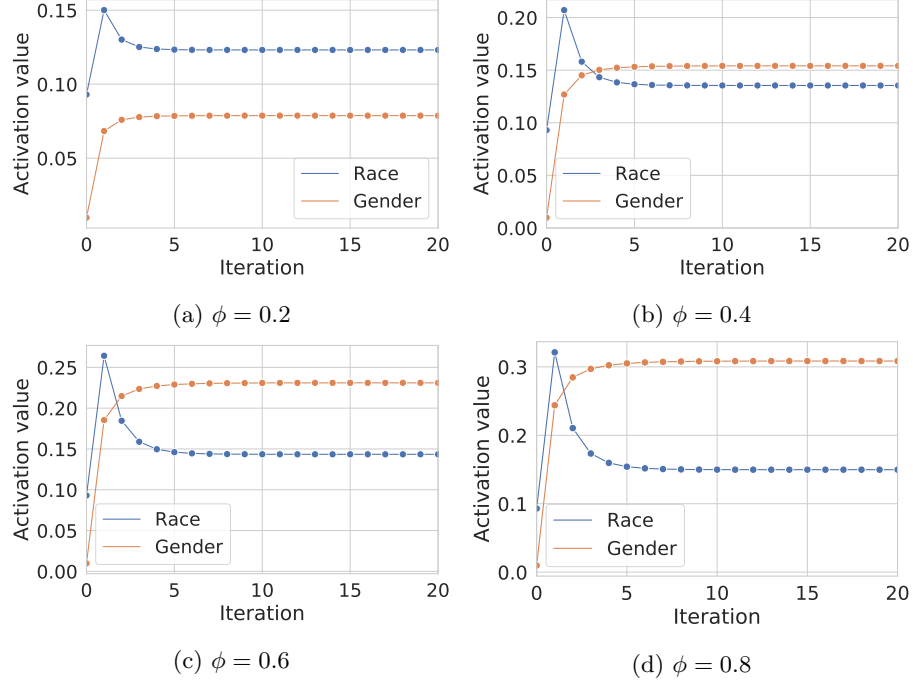 0.15
0.10
0.05
Activation value
Race
Gender
0 5 10 15 20
Iteration
(a) ϕ = 0.2
0.20
0.15
0.10
0.05
0.00
Activation value
Race
Gender
0 5 10 15 20
Iteration
(b) ϕ = 0.4
0.25
0.20
0.15
0.10
0.05
0.00
Activation value
Race
Gender
0 5 10 15 20
Iteration
(c) ϕ = 0.6
0.3
0.2
0.1
0.0
Activation value
Race
Gender
0 5 10 15 20
Iteration
(d) ϕ = 0.8